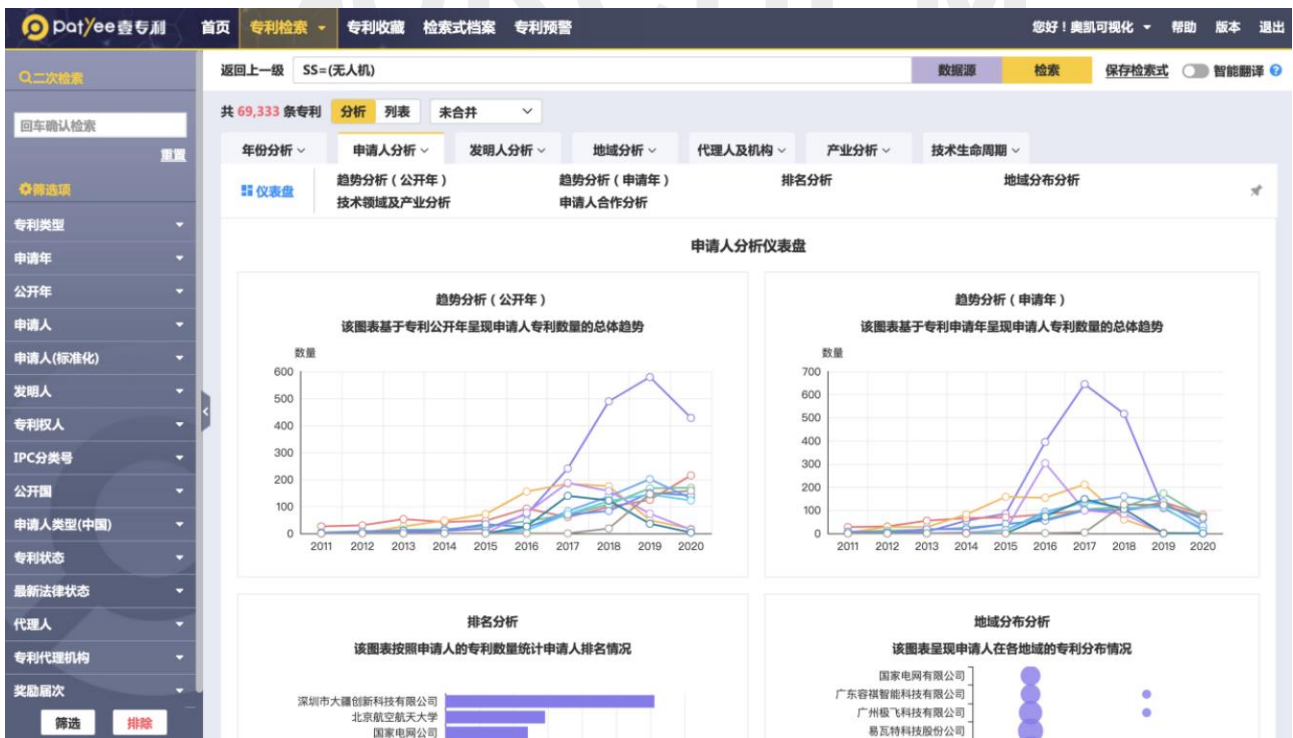 patyee壹专利 首页 专利检索 专利收藏 检索式档案 专利预警 您好！奥凯可视化 帮助 版本 退出
二次检索
回车确认检索
重置
筛选项
专利类型
申请年
公开年
申请人
申请人(标准化)
发明人
专利权人
IPC分类号
公开国
申请人类型(中国)
专利状态
最新法律状态
代理人
专利代理机构
奖励届次
筛选 排除
返回上一级 SS=(无人机) 数据源 检索 保存检索式 智能翻译
共 69,333 条专利 分析 列表 未合并
年份分析 申请人分析 发明人分析 地域分析 代理人及机构 产业分析 技术生命周期
仪表盘
趋势分析（公开年） 趋势分析（申请年） 排名分析 地域分布分析
技术领域及产业分析 申请人合作分析
申请人分析仪表盘
趋势分析（公开年）
该图表基于专利公开年呈现申请人专利数量的总体趋势
数量
600
500
400
300
200
100
0
2011 2012 2013 2014 2015 2016 2017 2018 2019 2020
趋势分析（申请年）
该图表基于专利申请年呈现申请人专利数量的总体趋势
数量
700
600
500
400
300
200
100
0
2011 2012 2013 2014 2015 2016 2017 2018 2019 2020
排名分析
该图表按照申请人的专利数量统计申请人排名情况
深圳市大疆创新科技有限公司
北京航空航天大学
国家电网公司
地域分布分析
该图表呈现申请人在各地域的专利分布情况
国家电网有限公司
广东容祺智能科技有限公司
广州极飞科技有限公司
易瓦特科技股份公司